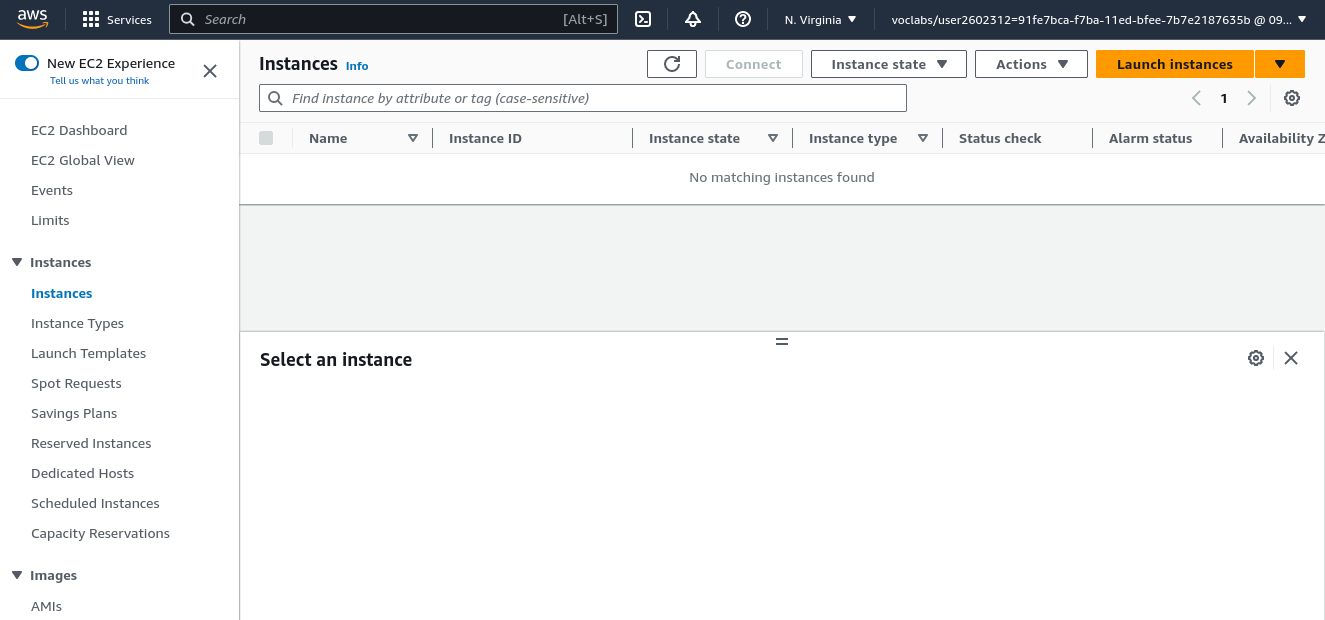 aws Services Search [Alt+S] N. Virginia voclabs/user2602312=91fe7bca-f7ba-11ed-bfee-7b7e2187635b @ 09...
New EC2 Experience
Tell us what you think
EC2 Dashboard
EC2 Global View
Events
Limits
Instances
Instances
Instance Types
Launch Templates
Spot Requests
Savings Plans
Reserved Instances
Dedicated Hosts
Scheduled Instances
Capacity Reservations
Images
AMIs
Instances Info Connect Instance state Actions Launch instances
Find instance by attribute or tag (case-sensitive) 1
Name Instance ID Instance state Instance type Status check Alarm status Availability Z
No matching instances found
Select an instance